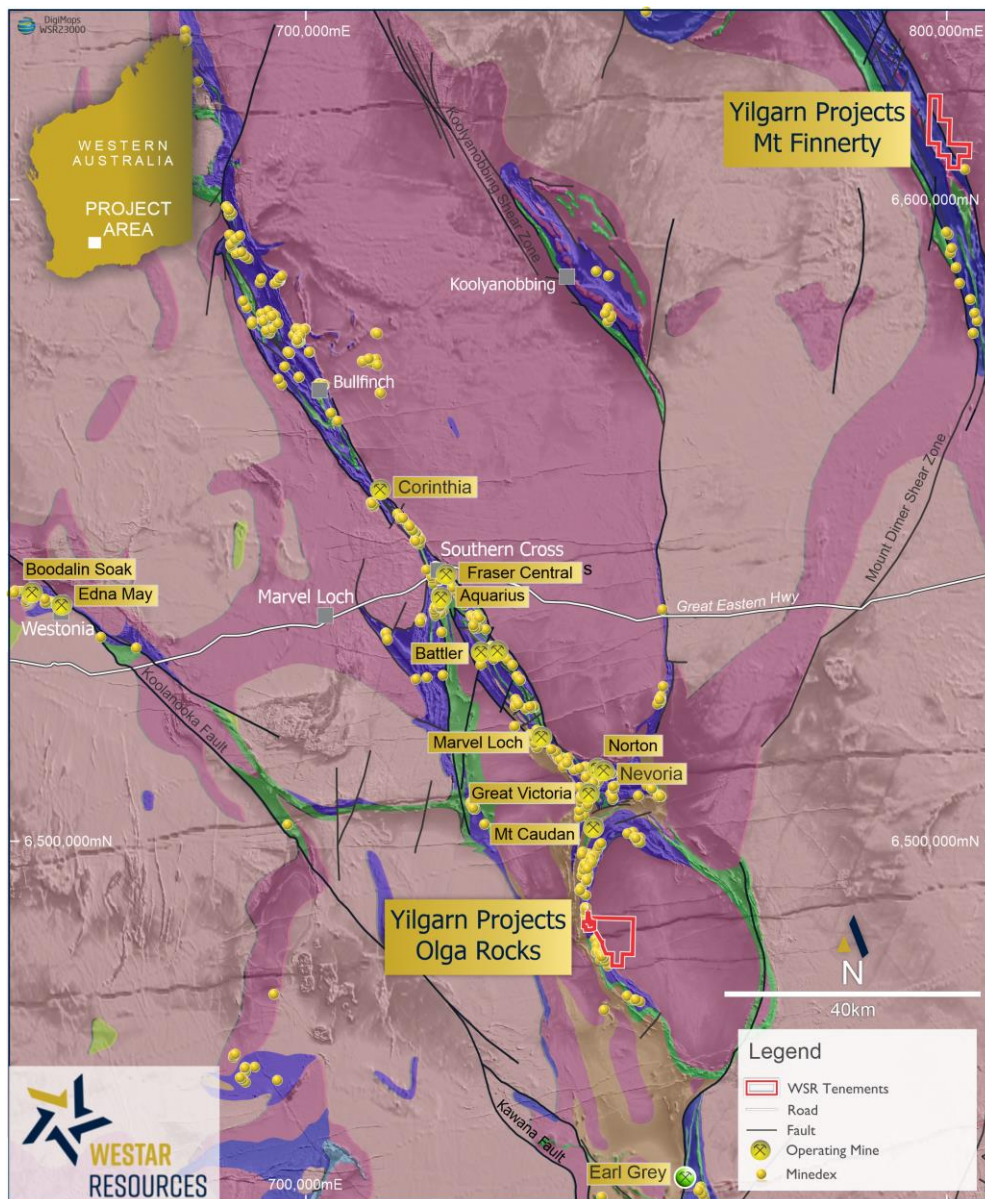 DigiMaps
WSR23000
700,000mE
800,000mE
WESTERN
AUSTRALIA
PROJECT
AREA
Yilgarn Projects
Mt Finnerty
Koolyanobbing Shear Zone
6,600,000mN
Koolyanobbing
Bullfinch
Corinthia
Mount Dimer Shear Zone
Southern Cross
Fraser Central
s
Boodalin Soak
Edna May
Aquarius
Marvel Loch
Great Eastern Hwy
Westonia
Battler
Koolanooka Fault
Marvel Loch
Norton
Nevoria
Great Victoria
Mt Caudan
6,500,000mN
6,500,000mN
Yilgarn Projects
Olga Rocks
N
40km
Legend
WSR Tenements
Road
Fault
Operating Mine
Minedex
Kawana Fault
Earl Grey
WESTAR
RESOURCES
700,000mE